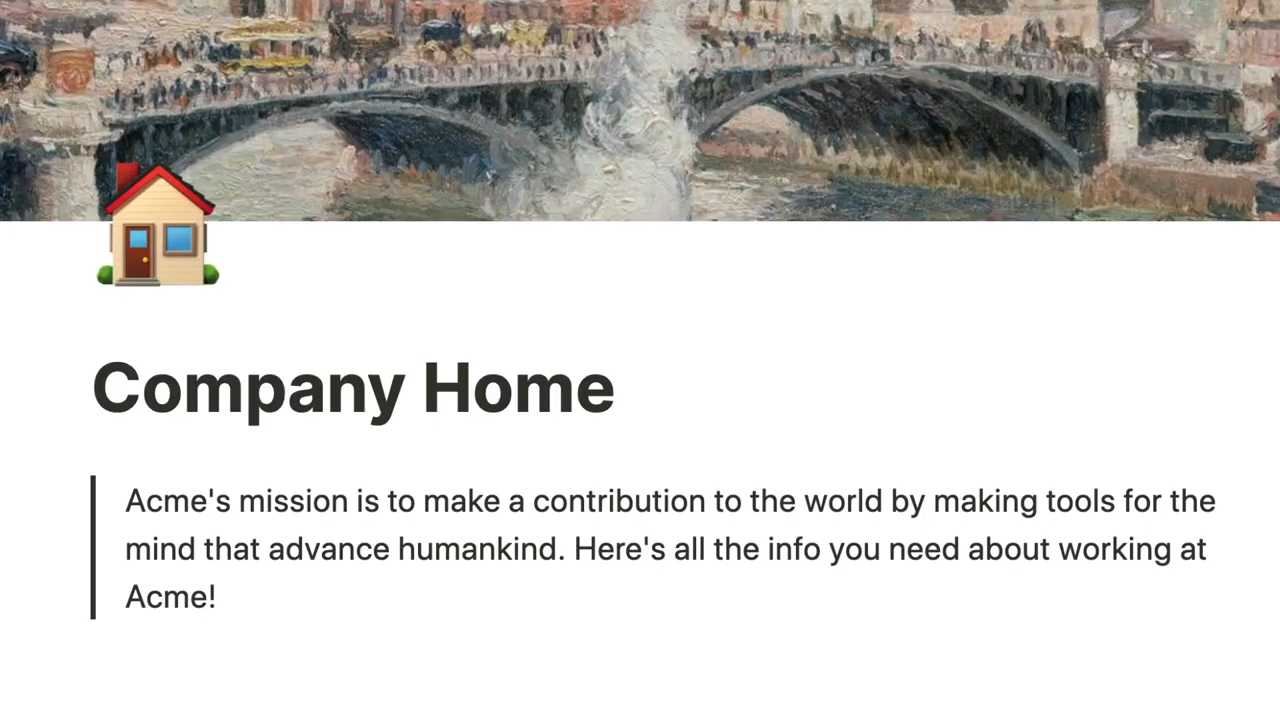 Company Home
Acme's mission is to make a contribution to the world by making tools for the
mind that advance humankind. Here's all the info you need about working at
Acme!